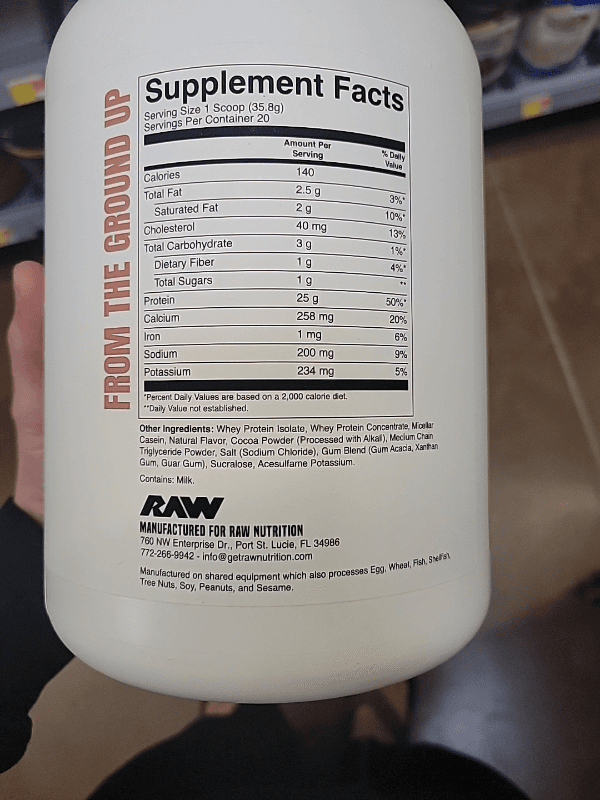 FROM THE GROUND UP
Supplement Facts
Serving Size 1 Scoop (35.8g)
Servings Per Container 20
Amount Per Serving % Daily Value
Calories 140
Total Fat 2.5 g 3%*
Saturated Fat 2 g 10%*
Cholesterol 40 mg 13%
Total Carbohydrate 3 g 1%*
Dietary Fiber 1 g 4%*
Total Sugars 1 g **
Protein 25 g 50%*
Calcium 258 mg 20%
Iron 1 mg 6%
Sodium 200 mg 9%
Potassium 234 mg 5%
*Percent Daily Values are based on a 2,000 calorie diet.
**Daily Value not established.
Other Ingredients: Whey Protein Isolate, Whey Protein Concentrate, Micellar
Casein, Natural Flavor, Cocoa Powder (Processed with Alkali), Medium Chain
Triglyceride Powder, Salt (Sodium Chloride), Gum Blend (Gum Acacia, Xanthan
Gum, Guar Gum), Sucralose, Acesulfame Potassium.
Contains: Milk.
RAW
MANUFACTURED FOR RAW NUTRITION
760 NW Enterprise Dr., Port St. Lucie, FL 34986
772-266-9942 - info@getrawnutrition.com
Manufactured on shared equipment which also processes Egg, Wheat, Fish, Shellfish,
Tree Nuts, Soy, Peanuts, and Sesame.